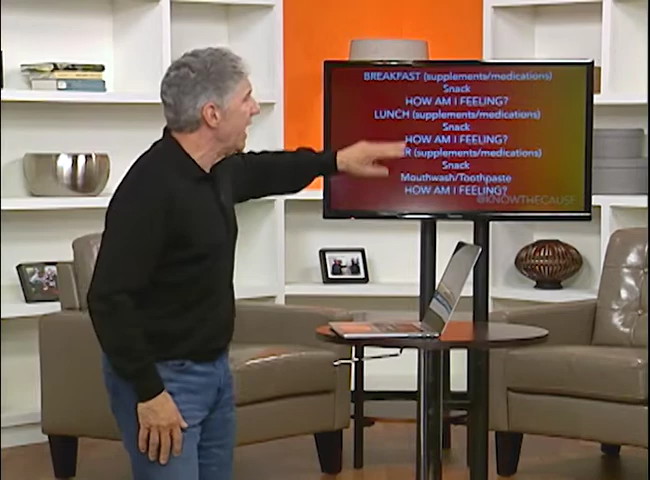 BREAKFAST (supplements/medications)
Snack
HOW AM I FEELING?
LUNCH (supplements/medications)
Snack
HOW AM I FEELING?
(supplements/medications)
Snack
Mouthwash/Toothpaste
HOW AM I FEELING?
@KNOWTHECAUSE